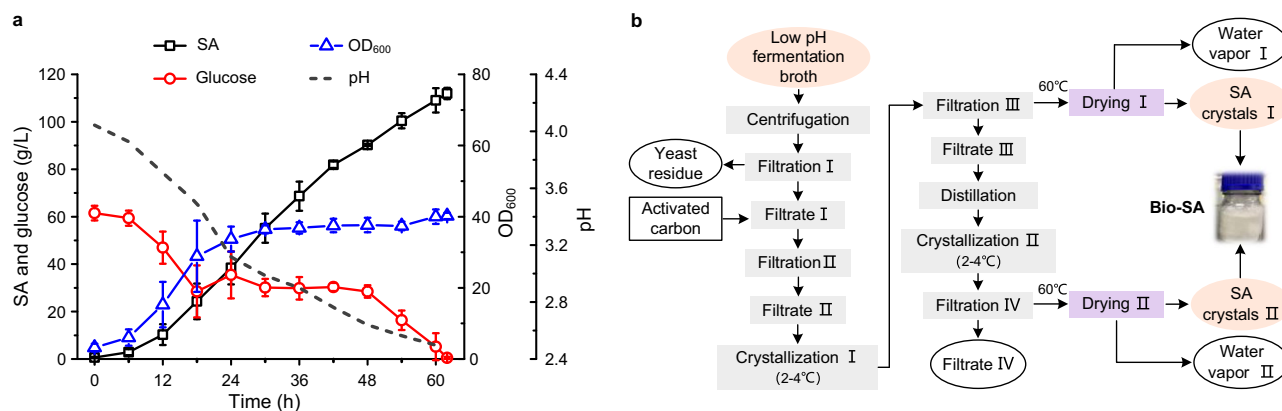 a
SA
OD600
Glucose
pH
120
100
80
60
40
20
0
SA and glucose (g/L)
0
12
24
36
48
60
Time (h)
80
60
40
20
0
OD600
4.4
4.0
3.6
3.2
2.8
2.4
pH
b
Low pH
fermentation
broth
Centrifugation
Filtration Ⅰ
Yeast
residue
Activated
carbon
Filtrate Ⅰ
Filtration Ⅱ
Filtrate Ⅱ
Crystallization Ⅰ
(2-4℃)
Filtration Ⅲ
60℃
Drying Ⅰ
Water
vapor Ⅰ
SA
crystals Ⅰ
Filtrate Ⅲ
Distillation
Crystallization Ⅱ
(2-4℃)
Filtration Ⅳ
60℃
Drying Ⅱ
SA
crystals Ⅱ
Water
vapor Ⅱ
Filtrate Ⅳ
Bio-SA